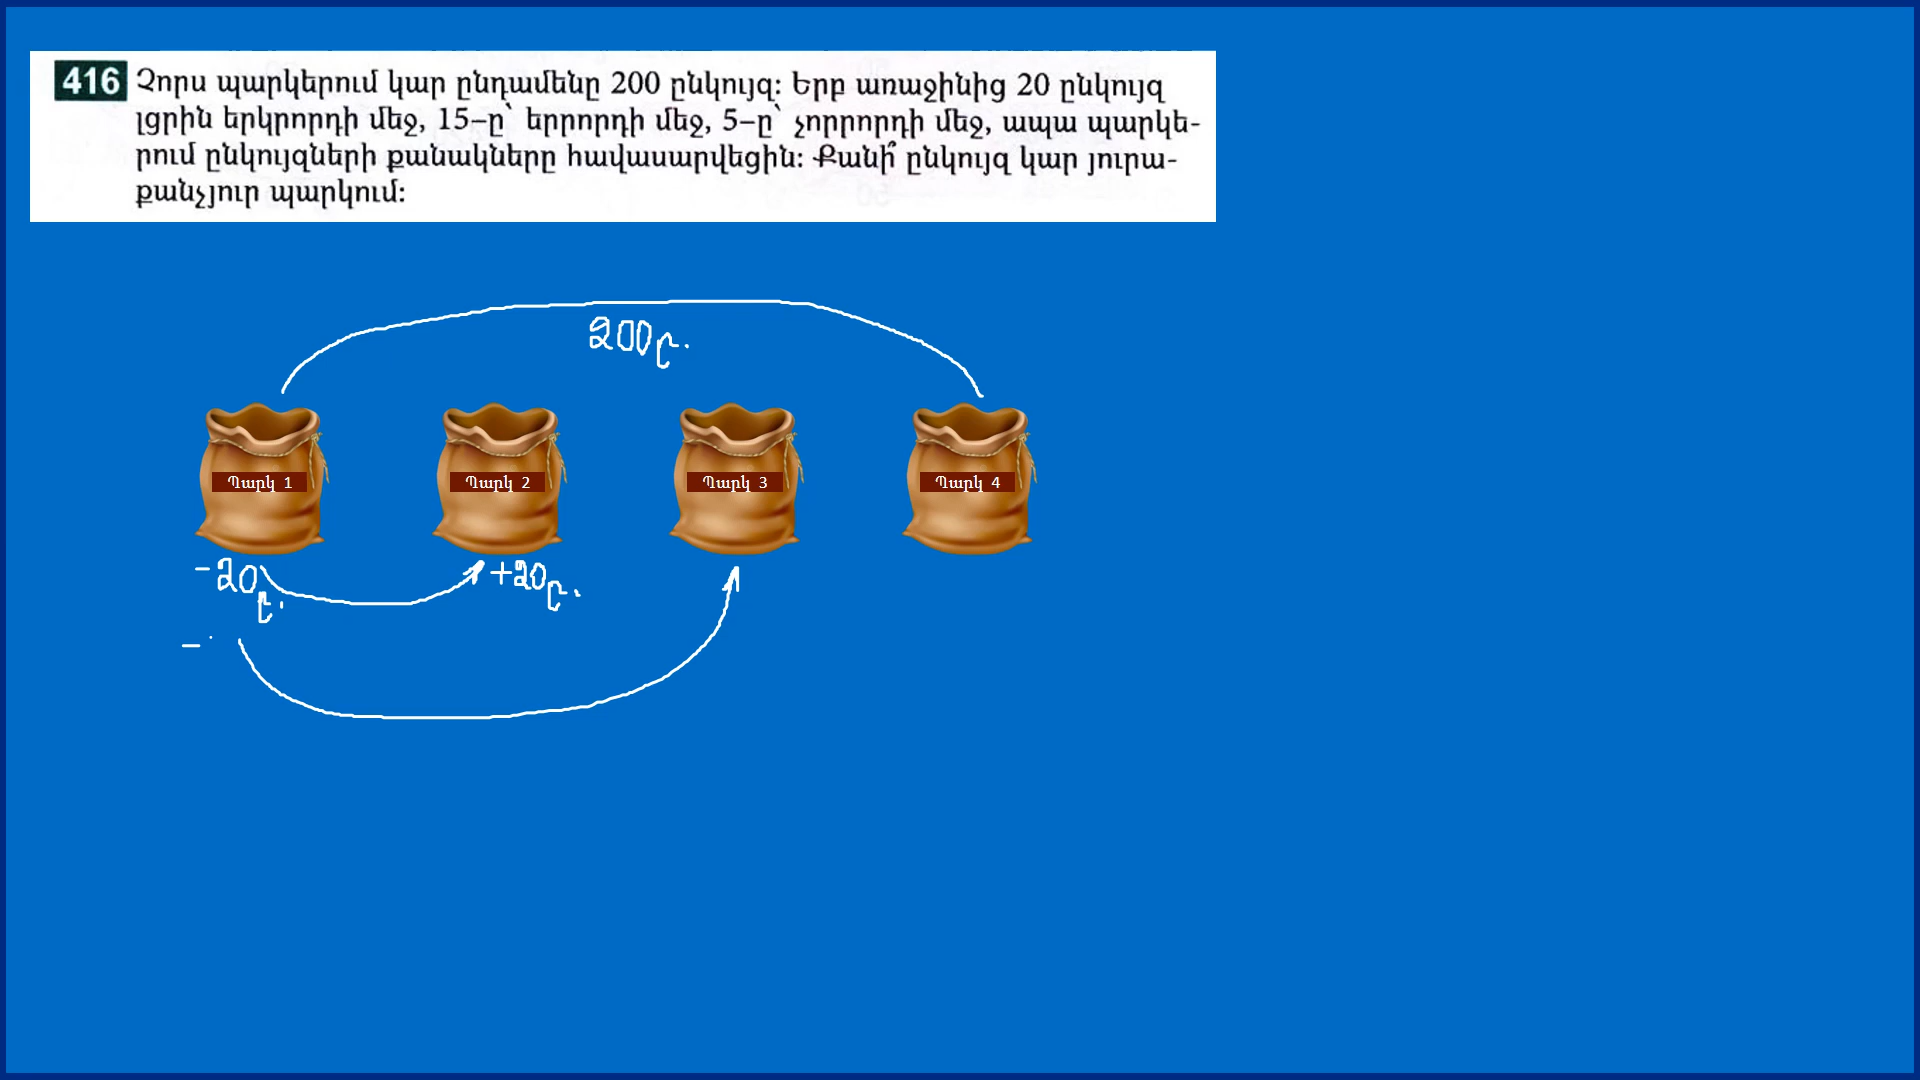 416 Չորս պարկերում կար ընդամենը 200 ընկույզ։ Երբ առաջինից 20 ընկույզ
լցրին երկրորդի մեջ, 15–ը՝ երրորդի մեջ, 5–ը՝ չորրորդի մեջ, ապա պարկե-
րում ընկույզների քանակները հավասարվեցին։ Քանի՞ ընկույզ կար յուրա-
քանչյուր պարկում։
200ը.
Պարկ 1 Պարկ 2 Պարկ 3 Պարկ 4
-20ը. +20ը.
-